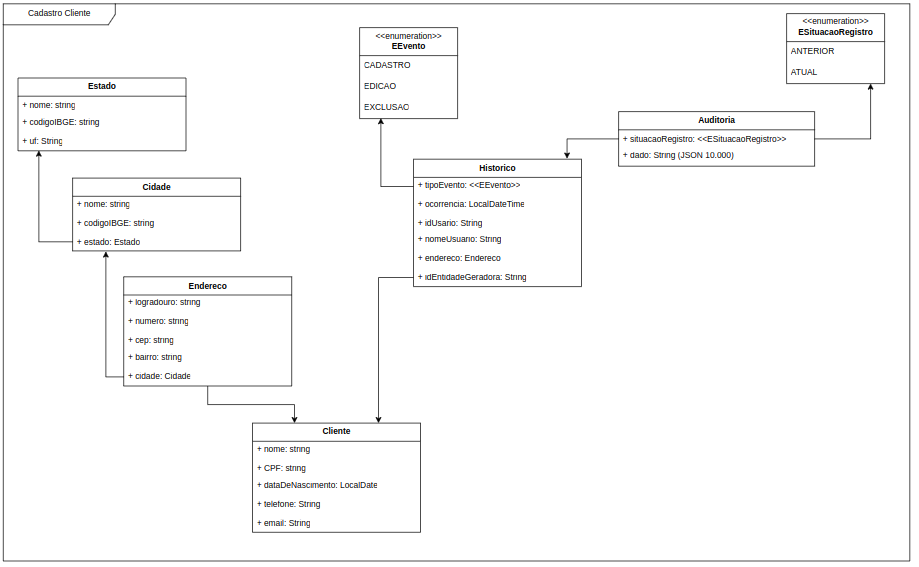 Cadastro Cliente
<<enumeration>>
EEvento
CADASTRO
EDICAO
EXCLUSAO
<<enumeration>>
ESituacaoRegistro
ANTERIOR
ATUAL
Estado
+ nome: string
+ codigoIBGE: string
+ uf: String
Auditoria
+ situacaoRegistro: <<ESituacaoRegistro>>
+ dado: String (JSON 10.000)
Historico
+ tipoEvento: <<EEvento>>
+ ocorrencia: LocalDateTime
+ idUsario: String
+ nomeUsuario: String
+ endereco: Endereco
+ idEntidadeGeradora: String
Cidade
+ nome: string
+ codigoIBGE: string
+ estado: Estado
Endereco
+ logradouro: string
+ numero: string
+ cep: string
+ bairro: string
+ cidade: Cidade
Cliente
+ nome: string
+ CPF: string
+ dataDeNascimento: LocalDate
+ telefone: String
+ email: String